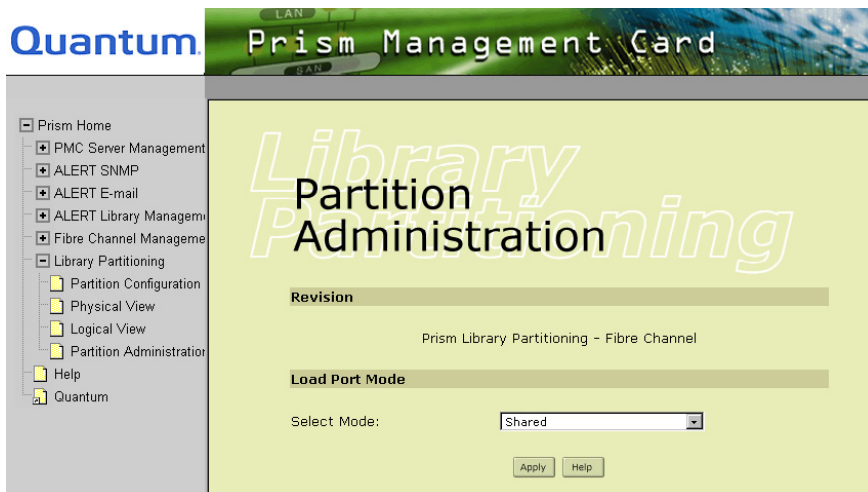 Quantum.
LAN
Prism Management Card
SAN
Prism Home
PMC Server Management
ALERT SNMP
ALERT E-mail
ALERT Library Managem
Fibre Channel Manageme
Library Partitioning
Partition Configuration
Physical View
Logical View
Partition Administration
Help
Quantum
Library
Partitioning
Partition
Administration
Revision
Prism Library Partitioning - Fibre Channel
Load Port Mode
Select Mode:
Shared
Apply
Help